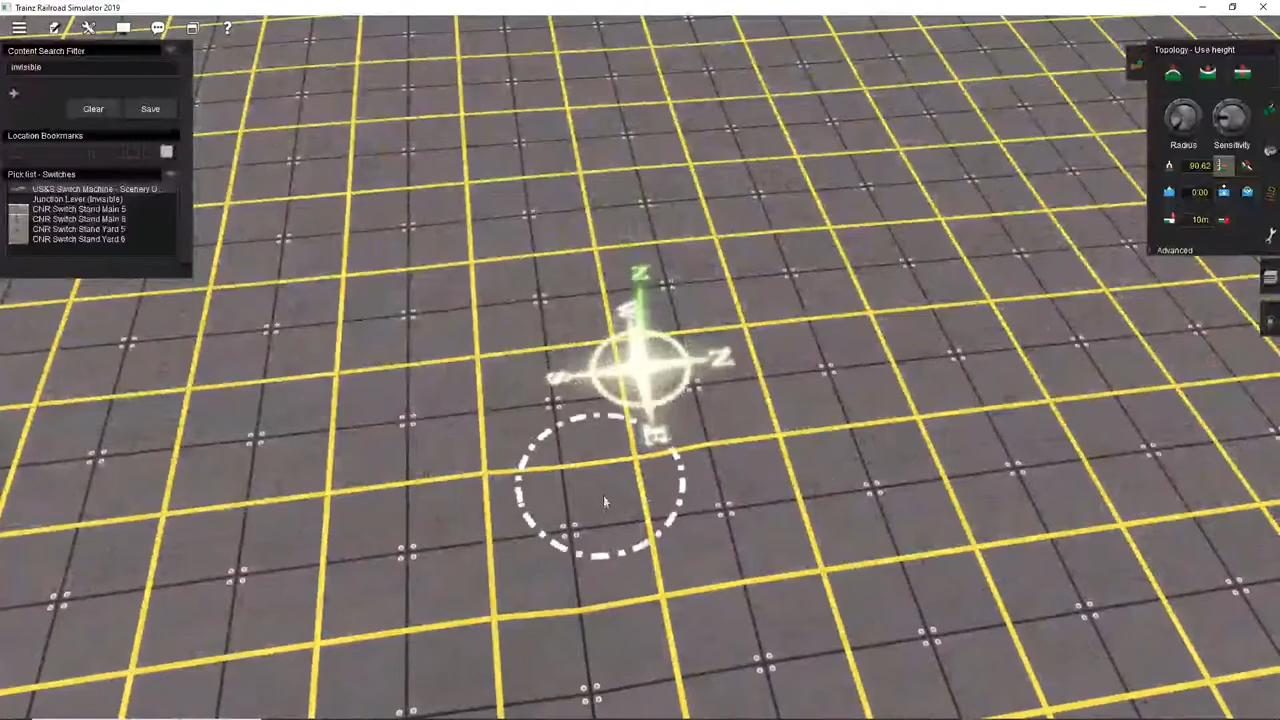 Trainz Railroad Simulator 2019
?
Content Search Filter
invisible
Clear
Save
Location Bookmarks
Pick list - Switches
US&S Switch Machine - Scenery O...
Junction Lever (Invisible)
CNR Switch Stand Main 5
CNR Switch Stand Main 6
CNR Switch Stand Yard 5
CNR Switch Stand Yard 6
Topology - Use height
Radius
Sensitivity
90.62
0.00
10m
Advanced
Z
N
E